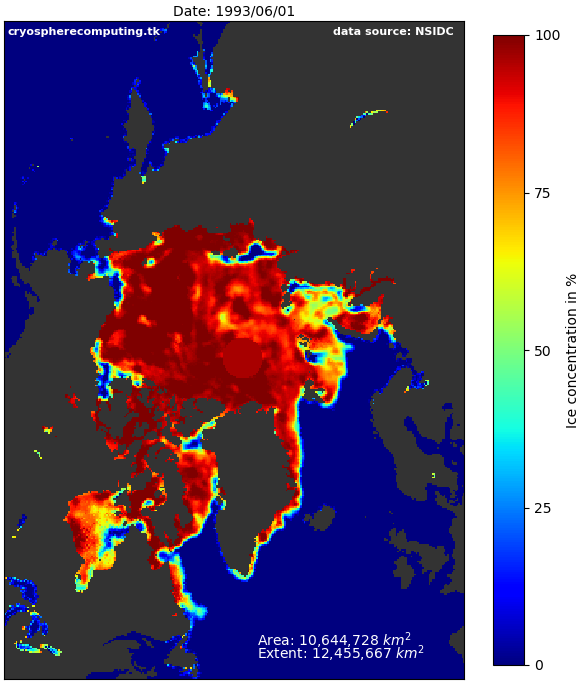 Date: 1993/06/01
cryospherecomputing.tk
data source: NSIDC
100
75
50
25
0
Ice concentration in %
Area: 10,644,728 km²
Extent: 12,455,667 km²